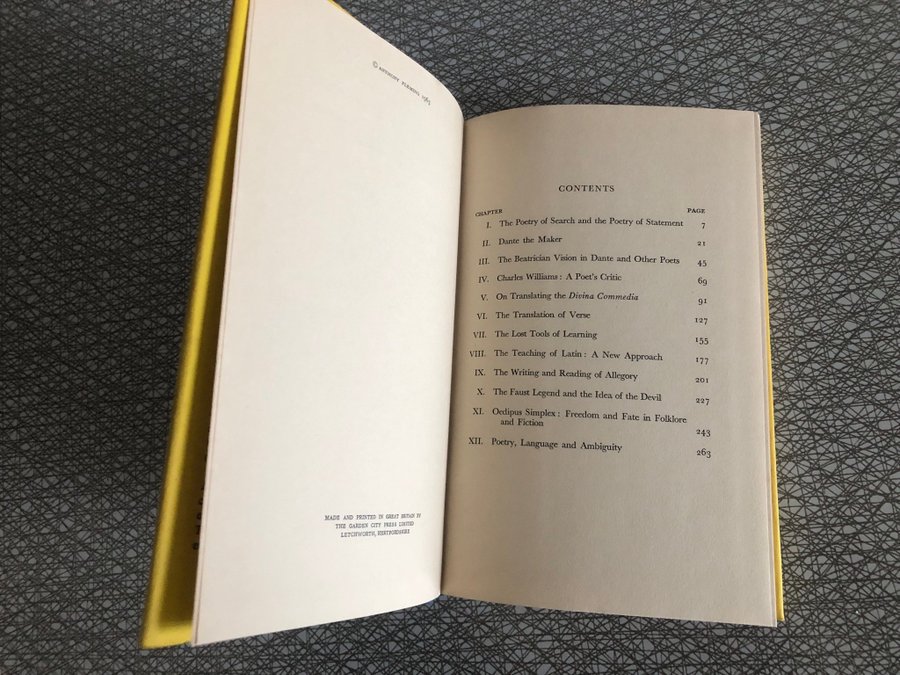 © ANTHONY FLEMING 1963
MADE AND PRINTED IN GREAT BRITAIN BY
THE GARDEN CITY PRESS LIMITED
LETCHWORTH, HERTFORDSHIRE
CONTENTS
CHAPTER PAGE
I. The Poetry of Search and the Poetry of Statement 7
II. Dante the Maker 21
III. The Beatrician Vision in Dante and Other Poets 45
IV. Charles Williams: A Poet's Critic 69
V. On Translating the Divina Commedia 91
VI. The Translation of Verse 127
VII. The Lost Tools of Learning 155
VIII. The Teaching of Latin: A New Approach 177
IX. The Writing and Reading of Allegory 201
X. The Faust Legend and the Idea of the Devil 227
XI. Oedipus Simplex: Freedom and Fate in Folklore
and Fiction 243
XII. Poetry, Language and Ambiguity 263